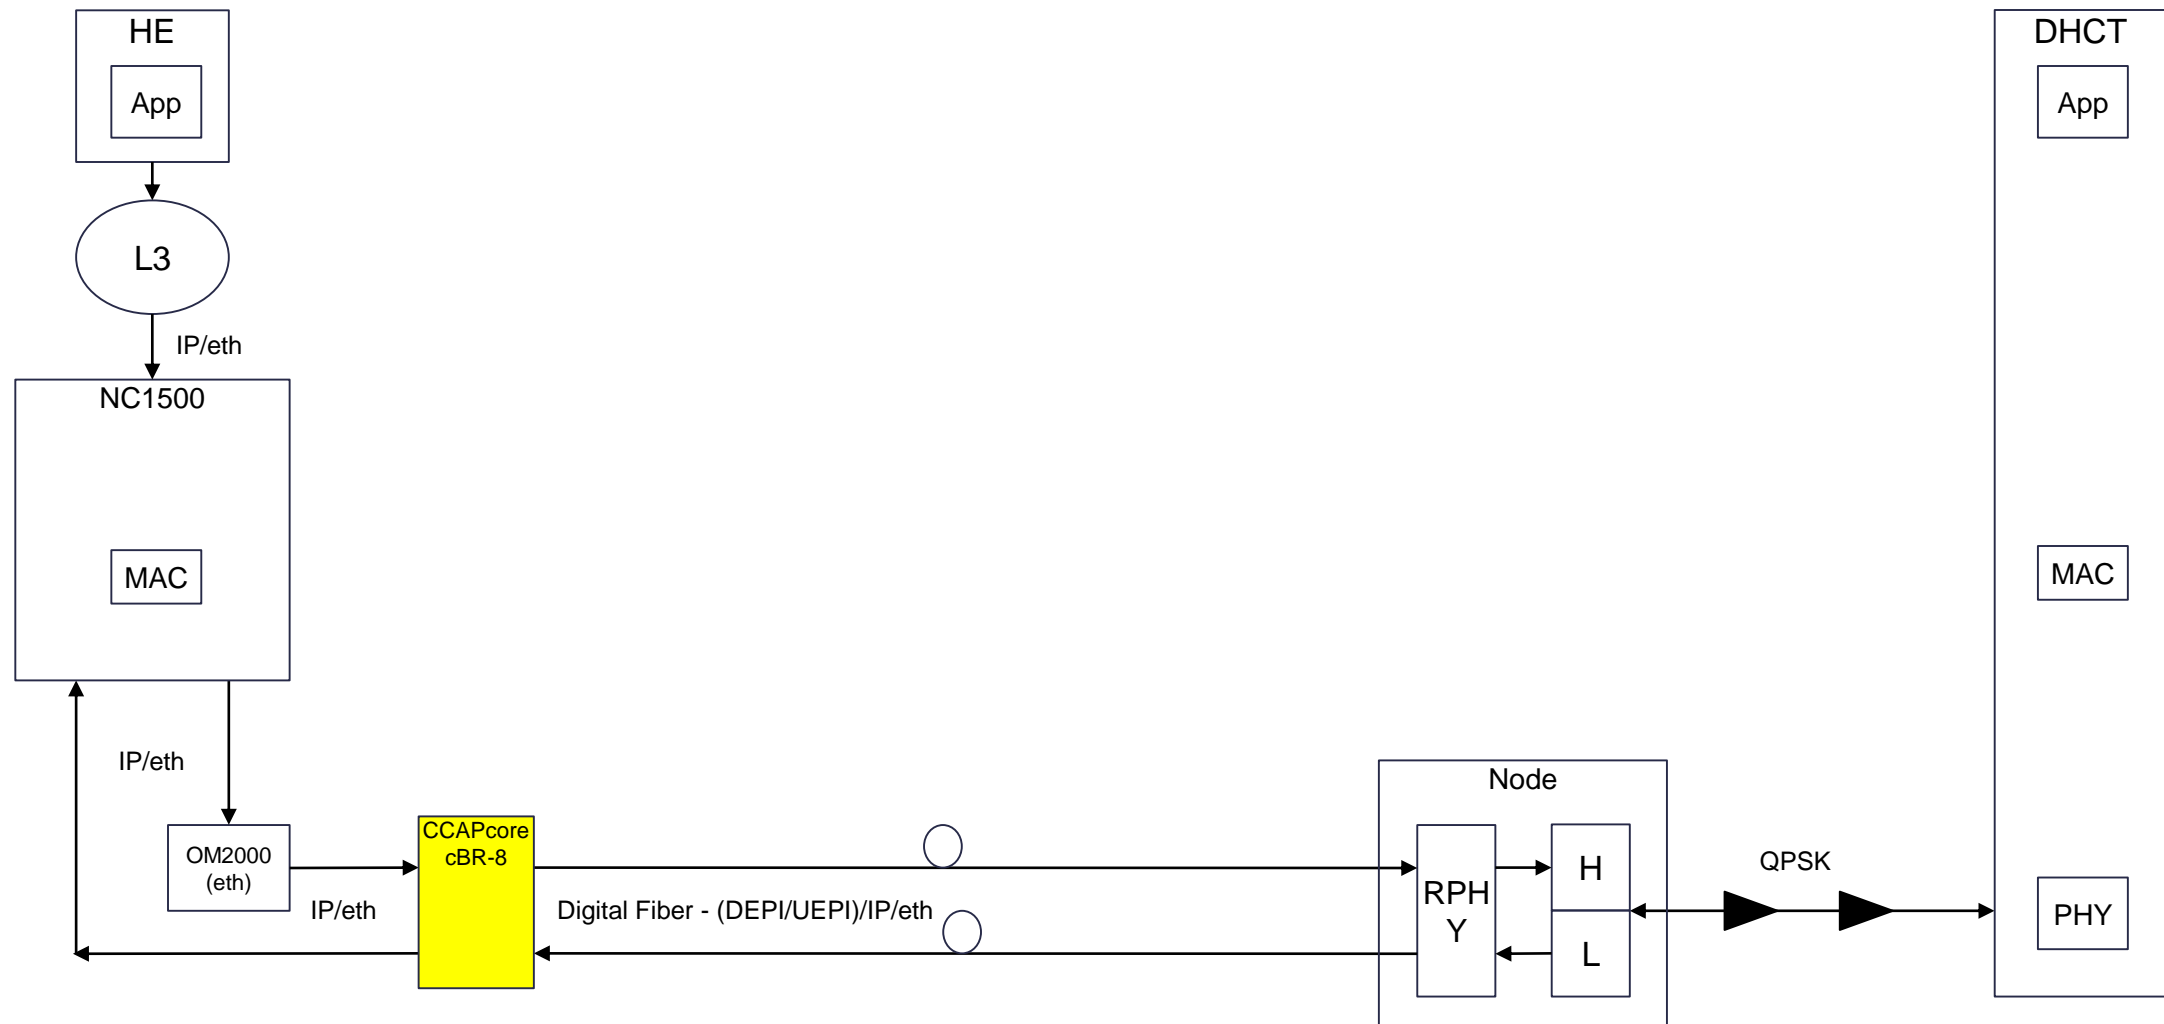 HE
App
L3
IP/eth
NC1500
MAC
IP/eth
OM2000
(eth)
IP/eth
CCAPcore
cBR-8
Digital Fiber - (DEPI/UEPI)/IP/eth
Node
RPH
Y
H
L
QPSK
DHCT
App
MAC
PHY